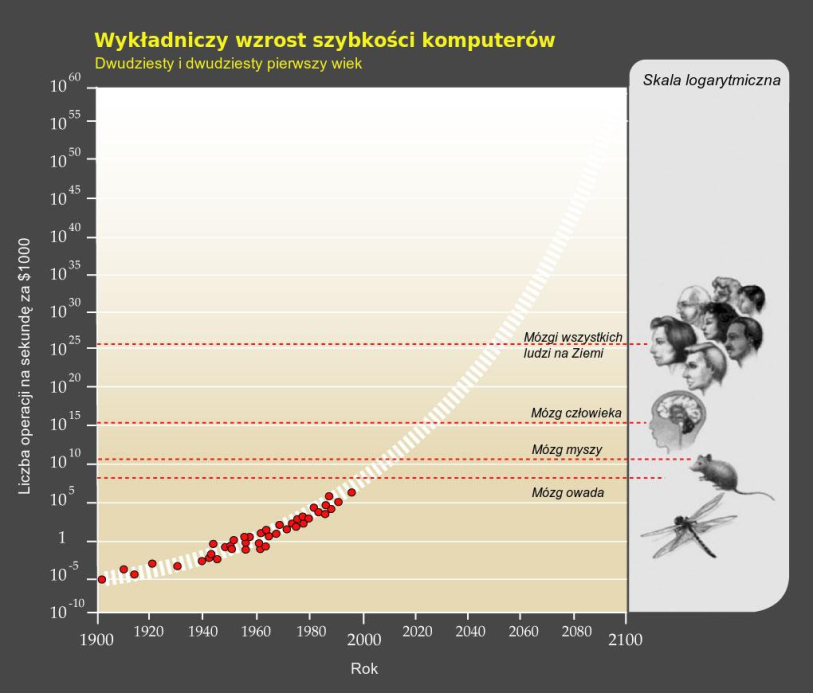 Wykładniczy wzrost szybkości komputerów
Dwudziesty i dwudziesty pierwszy wiek
Skala logarytmiczna
Liczba operacji na sekundę za $1000
10^60
10^55
10^50
10^45
10^40
10^35
10^30
10^25
10^20
10^15
10^10
10^5
1
10^-5
10^-10
Mózgi wszystkich
ludzi na Ziemi
Mózg człowieka
Mózg myszy
Mózg owada
1900 1920 1940 1960 1980 2000 2020 2040 2060 2080 2100
Rok